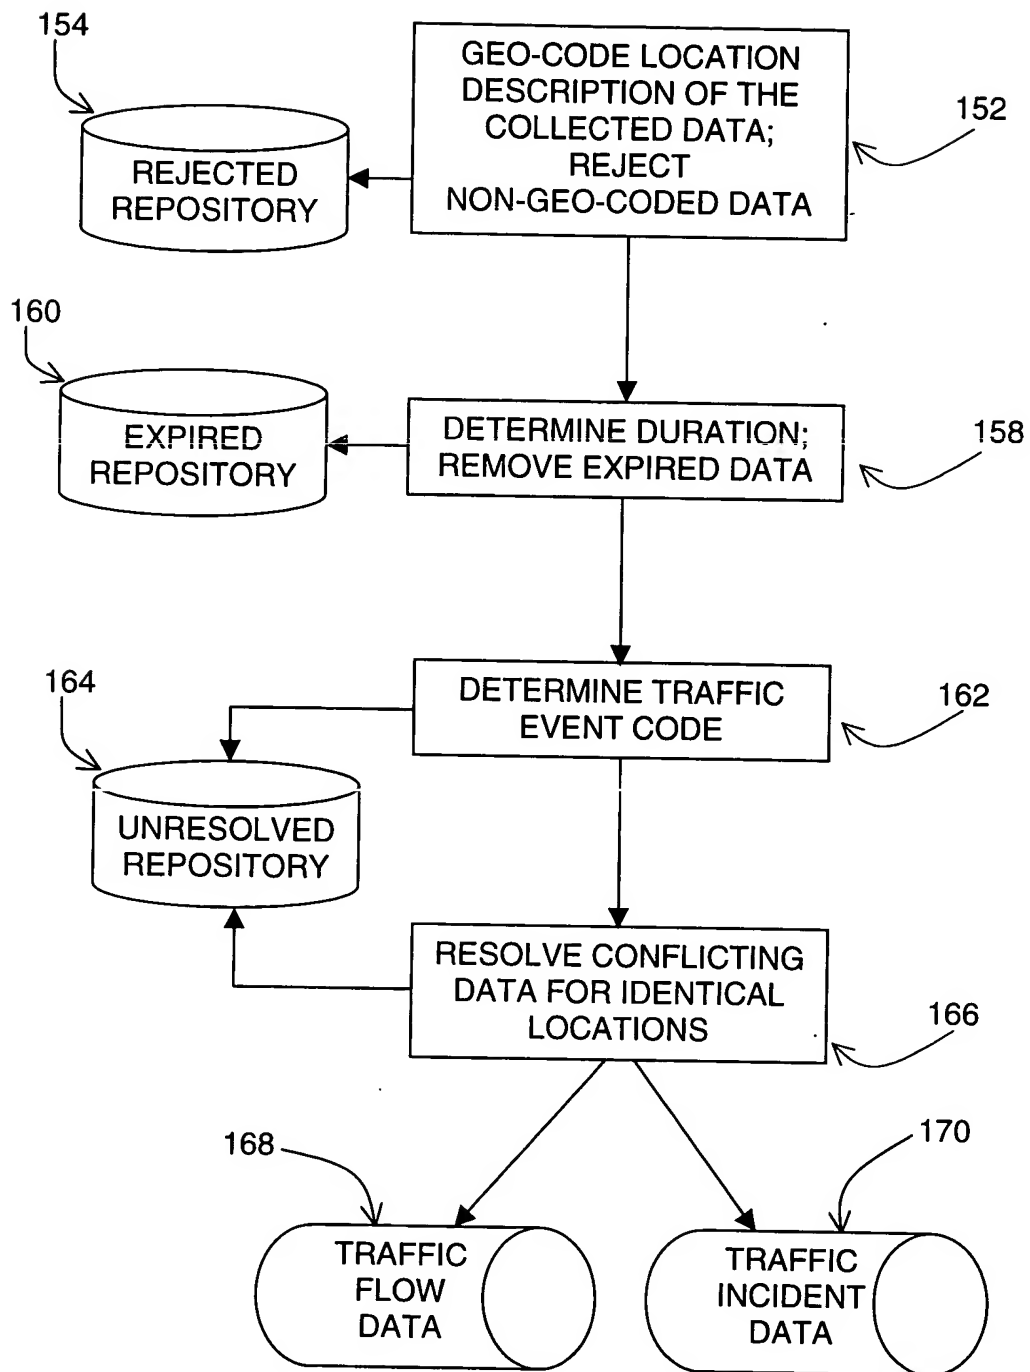 154
GEO-CODE LOCATION
DESCRIPTION OF THE
COLLECTED DATA;
REJECT
NON-GEO-CODED DATA
152
REJECTED
REPOSITORY
160
EXPIRED
REPOSITORY
DETERMINE DURATION;
REMOVE EXPIRED DATA
158
164
DETERMINE TRAFFIC
EVENT CODE
162
UNRESOLVED
REPOSITORY
RESOLVE CONFLICTING
DATA FOR IDENTICAL
LOCATIONS
166
168
170
TRAFFIC
FLOW
DATA
TRAFFIC
INCIDENT
DATA